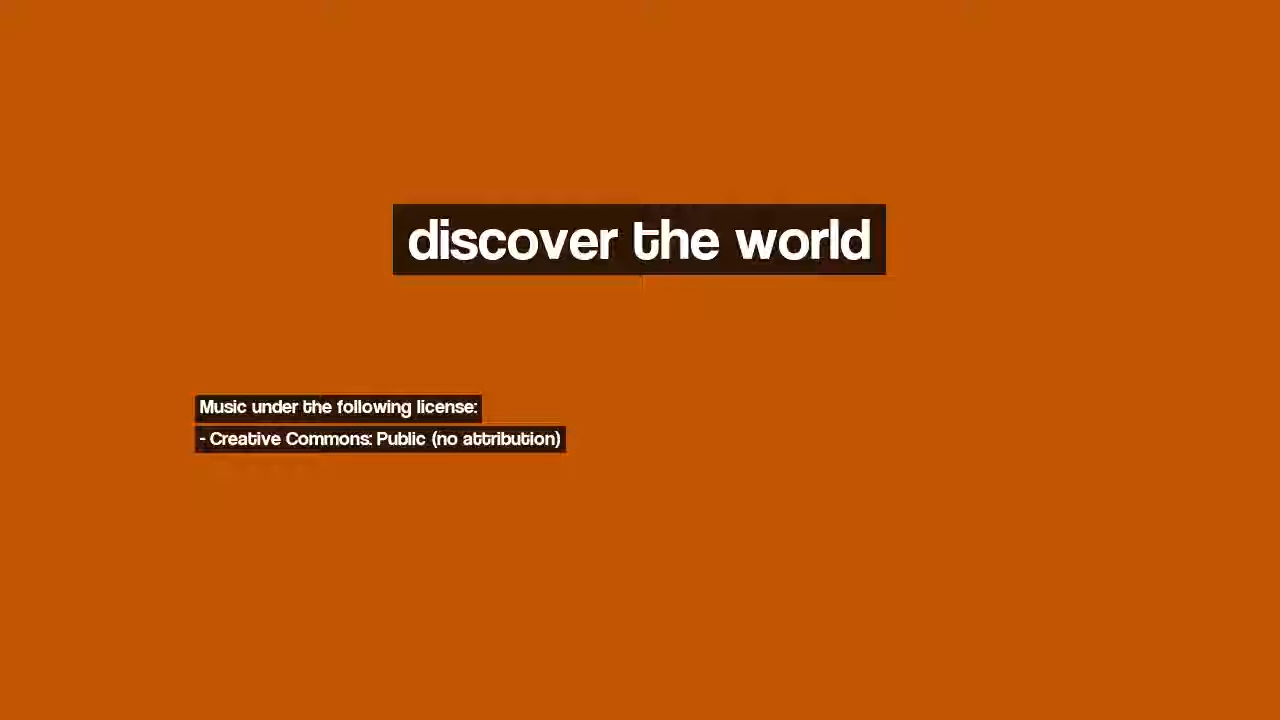 discover the world
Music under the following license:
- Creative Commons: Public (no attribution)